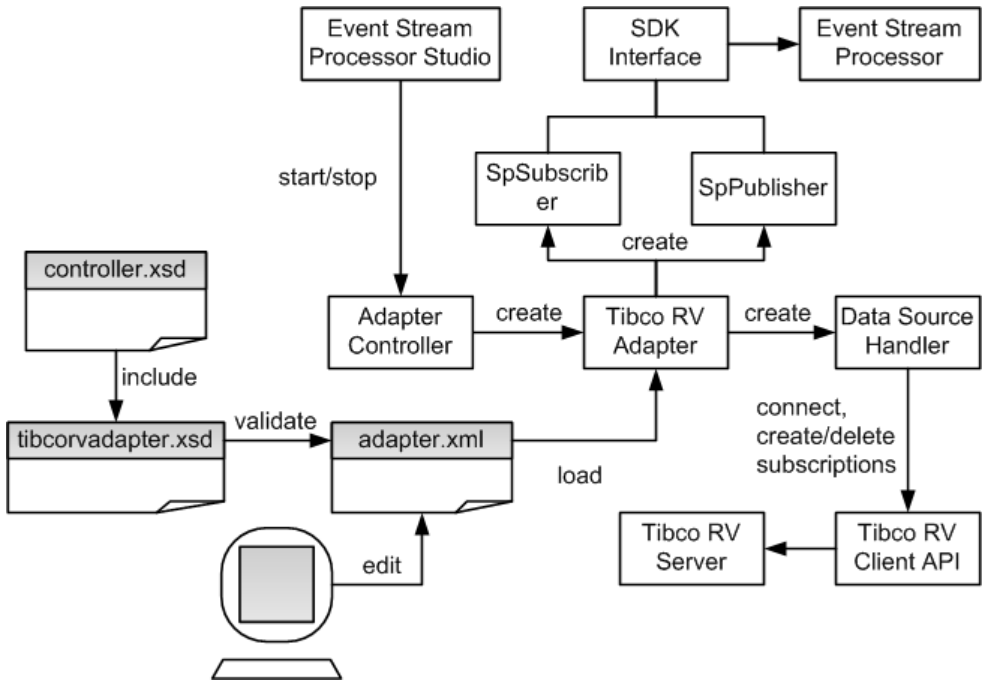 Event Stream
Processor Studio
SDK
Interface
Event Stream
Processor
start/stop
SpSubscrib
er
SpPublisher
create
controller.xsd
Adapter
Controller
create
Tibco RV
Adapter
create
Data Source
Handler
include
tibcorvadapter.xsd
validate
adapter.xml
load
connect,
create/delete
subscriptions
edit
Tibco RV
Server
Tibco RV
Client API